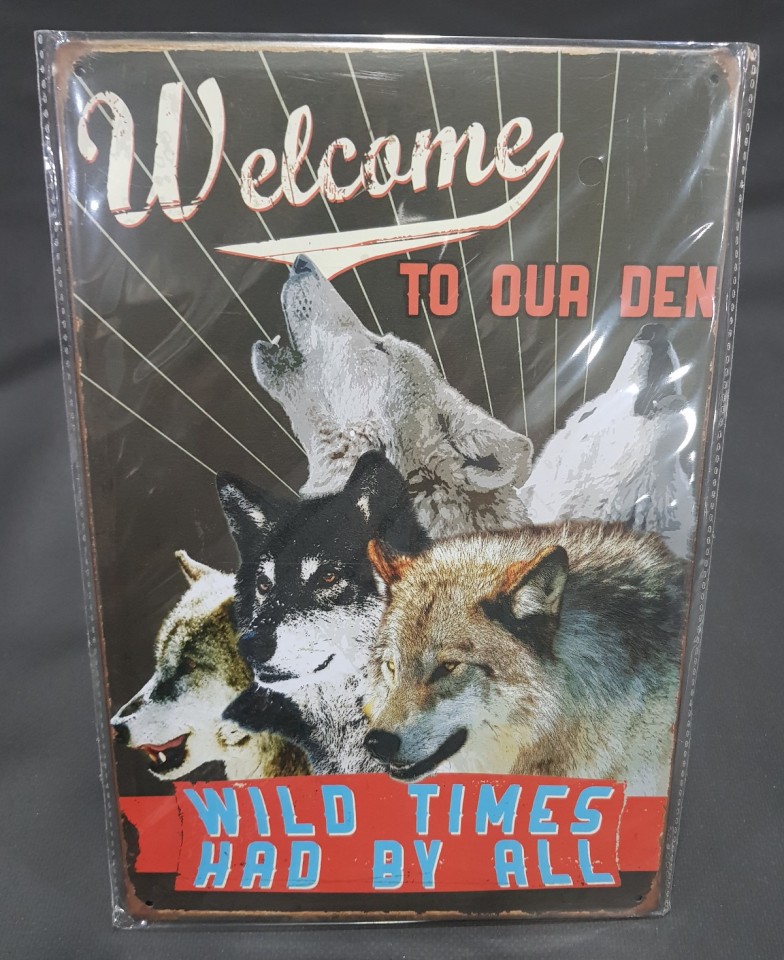 Welcome
TO OUR DEN
WILD TIMES
HAD BY ALL